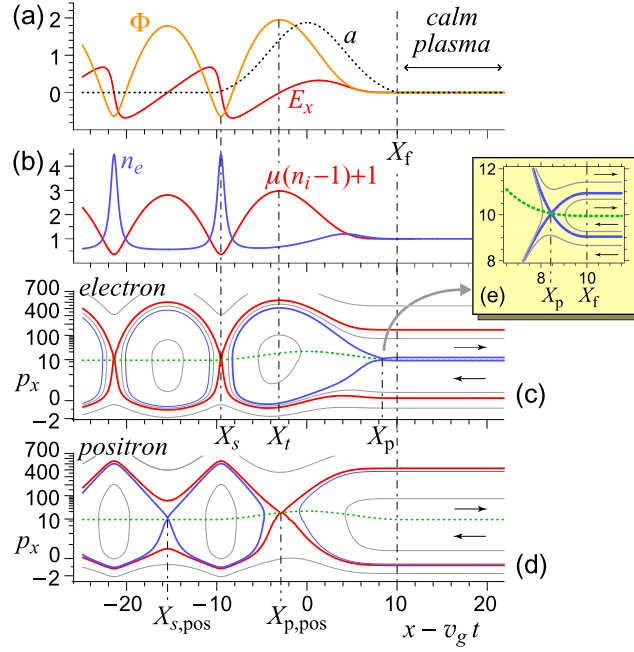 (a)
Φ
a
calm
plasma
2
1
0
E_x
X_f
(b)
n_e
μ(n_i−1)+1
4
3
2
1
12
10
8
8
10
(e)
X_p
X_f
700
400
100
10
0
−2
p_x
electron
(c)
X_s
X_t
X_p
700
400
100
10
0
−2
p_x
positron
(d)
−20
−10
0
10
20
X_s,pos
X_p,pos
x − v_g t